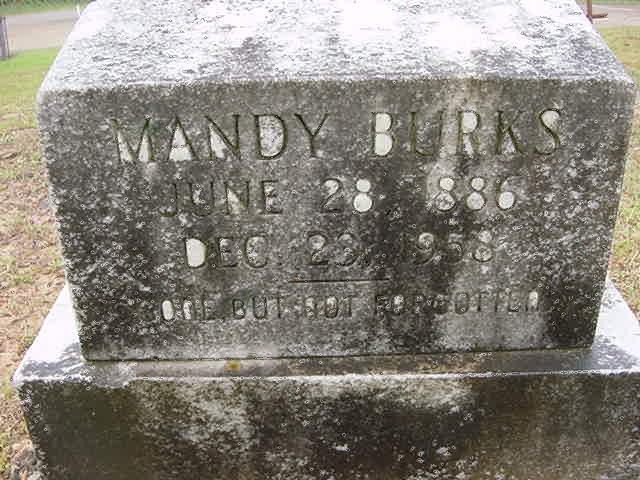 MANDY BURKS
JUNE 28, 1886
DEC. 23, 1958
GONE BUT NOT FORGOTTEN